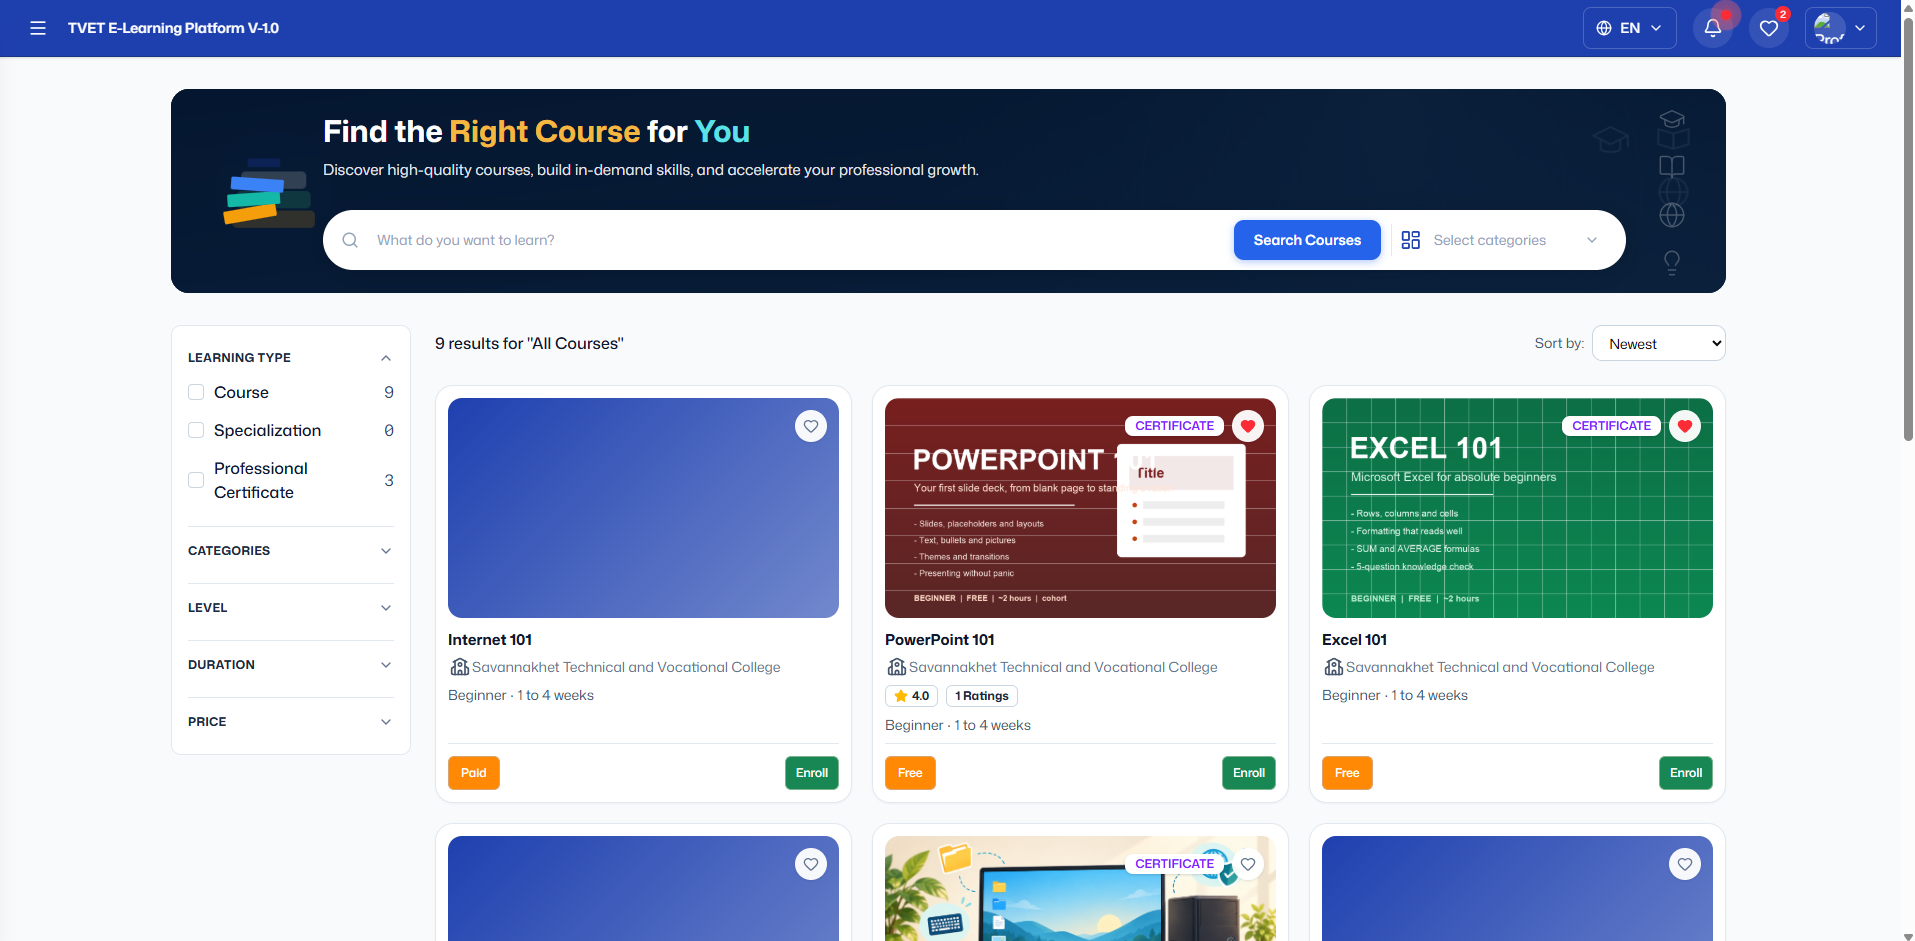 TVET E-Learning Platform V-1.0
EN
2
Find the Right Course for You
Discover high-quality courses, build in-demand skills, and accelerate your professional growth.
What do you want to learn?
Search Courses
Select categories
LEARNING TYPE
Course 9
Specialization 0
Professional
Certificate 3
CATEGORIES
LEVEL
DURATION
PRICE
9 results for "All Courses"
Sort by: Newest
Internet 101
Savannakhet Technical and Vocational College
Beginner · 1 to 4 weeks
Paid
Enroll
CERTIFICATE
POWERPOINT
Title
Your first slide deck, from blank page to
- Slides, placeholders and layouts
- Text, bullets and pictures
- Themes and transitions
- Presenting without panic
BEGINNER | FREE | ~2 hours | cohort
PowerPoint 101
Savannakhet Technical and Vocational College
4.0
1 Ratings
Beginner · 1 to 4 weeks
Free
Enroll
CERTIFICATE
EXCEL 101
Microsoft Excel for absolute beginners
- Rows, columns and cells
- Formatting that reads well
- SUM and AVERAGE formulas
- 5-question knowledge check
BEGINNER | FREE | ~2 hours
Excel 101
Savannakhet Technical and Vocational College
Beginner · 1 to 4 weeks
Free
Enroll
CERTIFICATE